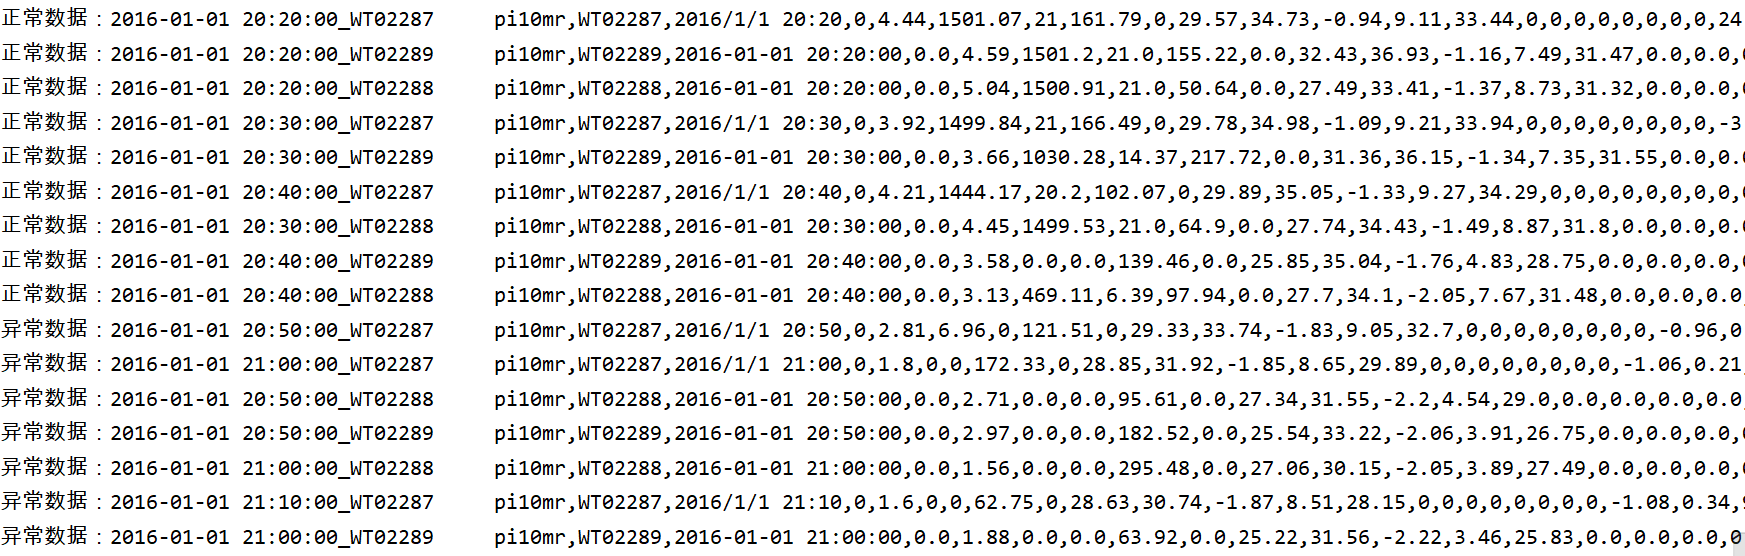 正常数据：2016-01-01 20:20:00_WT02287 pi10mr,WT02287,2016/1/1 20:20,0,4.44,1501.07,21,161.79,0,29.57,34.73,-0.94,9.11,33.44,0,0,0,0,0,0,0,0,24
正常数据：2016-01-01 20:20:00_WT02289 pi10mr,WT02289,2016-01-01 20:20:00,0.0,4.59,1501.2,21.0,155.22,0.0,32.43,36.93,-1.16,7.49,31.47,0.0,0.0,
正常数据：2016-01-01 20:20:00_WT02288 pi10mr,WT02288,2016-01-01 20:20:00,0.0,5.04,1500.91,21.0,50.64,0.0,27.49,33.41,-1.37,8.73,31.32,0.0,0.0,
正常数据：2016-01-01 20:30:00_WT02287 pi10mr,WT02287,2016/1/1 20:30,0,3.92,1499.84,21,166.49,0,29.78,34.98,-1.09,9.21,33.94,0,0,0,0,0,0,0,0,-3
正常数据：2016-01-01 20:30:00_WT02289 pi10mr,WT02289,2016-01-01 20:30:00,0.0,3.66,1030.28,14.37,217.72,0.0,31.36,36.15,-1.34,7.35,31.55,0.0,0.
正常数据：2016-01-01 20:40:00_WT02287 pi10mr,WT02287,2016/1/1 20:40,0,4.21,1444.17,20.2,102.07,0,29.89,35.05,-1.33,9.27,34.29,0,0,0,0,0,0,0,0
正常数据：2016-01-01 20:30:00_WT02288 pi10mr,WT02288,2016-01-01 20:30:00,0.0,4.45,1499.53,21.0,64.9,0.0,27.74,34.43,-1.49,8.87,31.8,0.0,0.0,0.
正常数据：2016-01-01 20:40:00_WT02289 pi10mr,WT02289,2016-01-01 20:40:00,0.0,3.58,0.0,0.0,139.46,0.0,25.85,35.04,-1.76,4.83,28.75,0.0,0.0,0.0,
正常数据：2016-01-01 20:40:00_WT02288 pi10mr,WT02288,2016-01-01 20:40:00,0.0,3.13,469.11,6.39,97.94,0.0,27.7,34.1,-2.05,7.67,31.48,0.0,0.0,0.0,
异常数据：2016-01-01 20:50:00_WT02287 pi10mr,WT02287,2016/1/1 20:50,0,2.81,6.96,0,121.51,0,29.33,33.74,-1.83,9.05,32.7,0,0,0,0,0,0,0,0,-0.96,0
异常数据：2016-01-01 21:00:00_WT02287 pi10mr,WT02287,2016/1/1 21:00,0,1.8,0,0,172.33,0,28.85,31.92,-1.85,8.65,29.89,0,0,0,0,0,0,0,0,-1.06,0.21,
异常数据：2016-01-01 20:50:00_WT02288 pi10mr,WT02288,2016-01-01 20:50:00,0.0,2.71,0.0,0.0,95.61,0.0,27.34,31.55,-2.2,4.54,29.0,0.0,0.0,0.0,0.0,
异常数据：2016-01-01 20:50:00_WT02289 pi10mr,WT02289,2016-01-01 20:50:00,0.0,2.97,0.0,0.0,182.52,0.0,25.54,33.22,-2.06,3.91,26.75,0.0,0.0,0.0,
异常数据：2016-01-01 21:00:00_WT02288 pi10mr,WT02288,2016-01-01 21:00:00,0.0,1.56,0.0,0.0,295.48,0.0,27.06,30.15,-2.05,3.89,27.49,0.0,0.0,0.0,
异常数据：2016-01-01 21:10:00_WT02287 pi10mr,WT02287,2016/1/1 21:10,0,1.6,0,0,62.75,0,28.63,30.74,-1.87,8.51,28.15,0,0,0,0,0,0,0,0,-1.08,0.34,
异常数据：2016-01-01 21:00:00_WT02289 pi10mr,WT02289,2016-01-01 21:00:00,0.0,1.88,0.0,0.0,63.92,0.0,25.22,31.56,-2.22,3.46,25.83,0.0,0.0,0.0,0